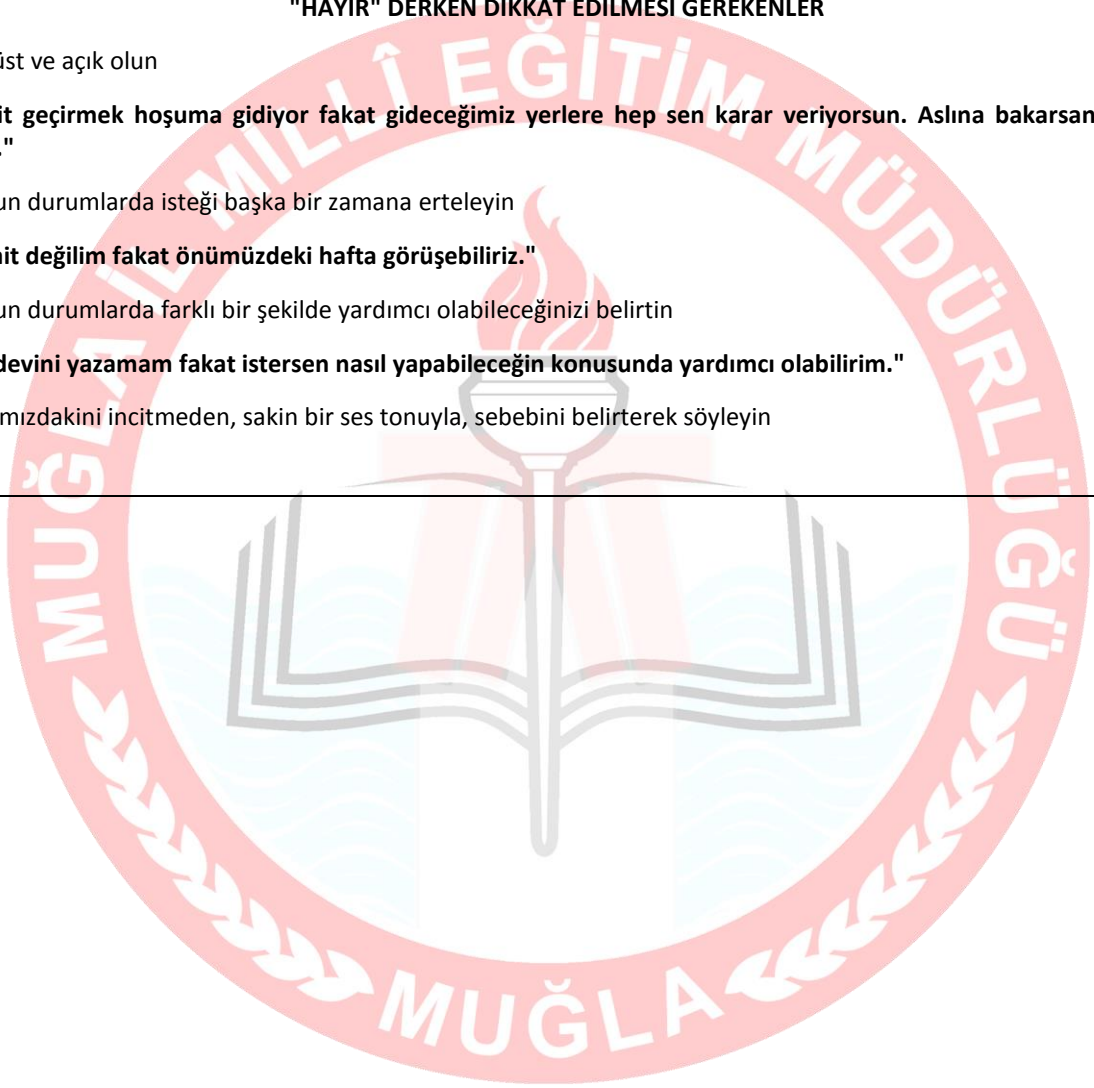 "HAYIR" DERKEN DİKKAT EDİLMESİ GEREKENLER
üst ve açık olun
it geçirmek hoşuma gidiyor fakat gideceğimiz yerlere hep sen karar veriyorsun. Aslına bakarsan
."
un durumlarda isteği başka bir zamana erteleyin
ait değilim fakat önümüzdeki hafta görüşebiliriz."
un durumlarda farklı bir şekilde yardımcı olabileceğinizi belirtin
devini yazamam fakat istersen nasıl yapabileceğin konusunda yardımcı olabilirim."
ımızdakini incitmeden, sakin bir ses tonuyla, sebebini belirterek söyleyin
MUĞLA İL MİLLÎ EĞİTİM MÜDÜRLÜĞÜ
MUĞLA